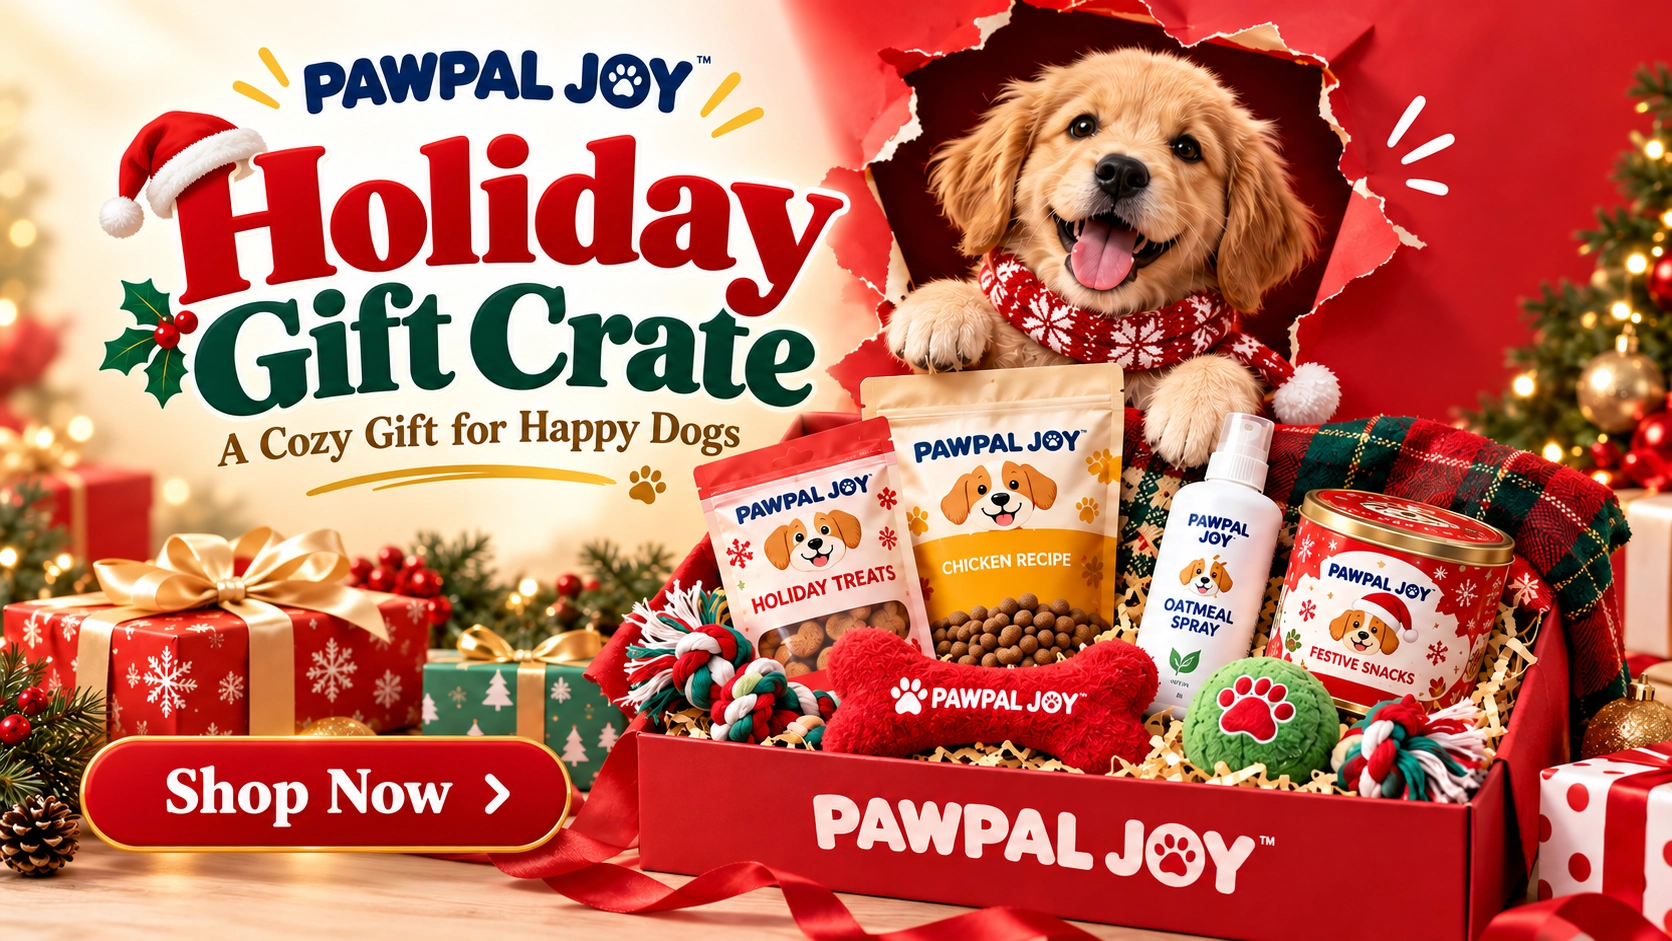 PAWPAL JOY™
Holiday
Gift Crate
A Cozy Gift for Happy Dogs
Shop Now
PAWPAL JOY
HOLIDAY TREATS
PAWPAL JOY
CHICKEN RECIPE
PAWPAL
JOY
OATMEAL
SPRAY
PAWPAL JOY
FESTIVE SNACKS
PAWPAL JOY
PAWPAL JOY™